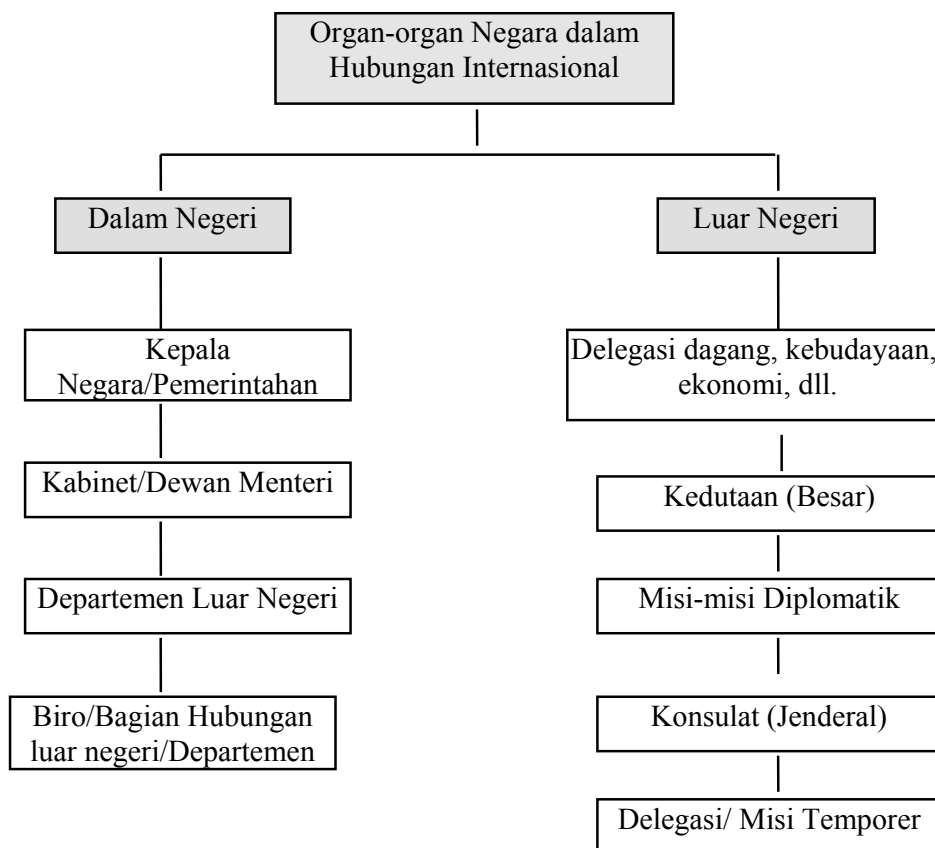 Organ-organ Negara dalam
Hubungan Internasional
Dalam Negeri
Luar Negeri
Kepala
Negara/Pemerintahan
Delegasi dagang, kebudayaan,
ekonomi, dll.
Kabinet/Dewan Menteri
Kedutaan (Besar)
Departemen Luar Negeri
Misi-misi Diplomatik
Biro/Bagian Hubungan
luar negeri/Departemen
Konsulat (Jenderal)
Delegasi/ Misi Temporer